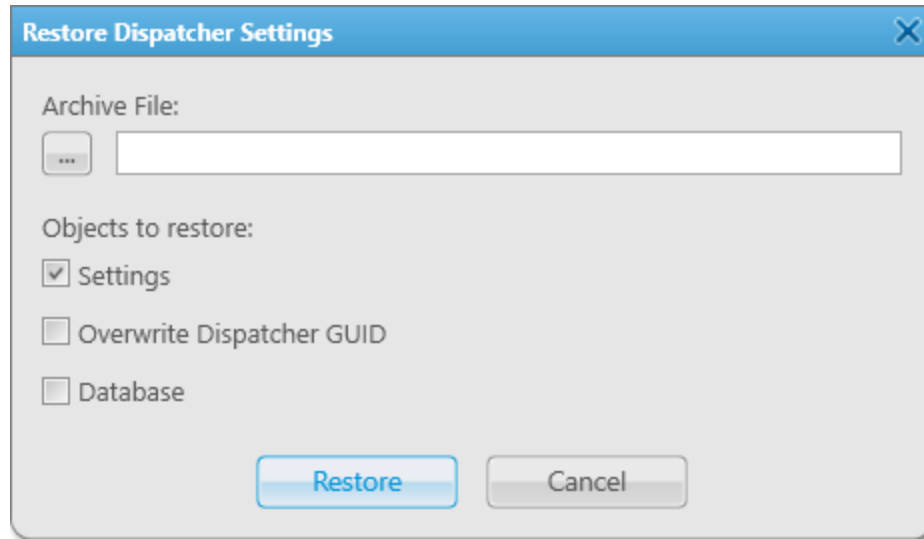 Restore Dispatcher Settings
Archive File:
...
Objects to restore:
Settings
Overwrite Dispatcher GUID
Database
Restore Cancel